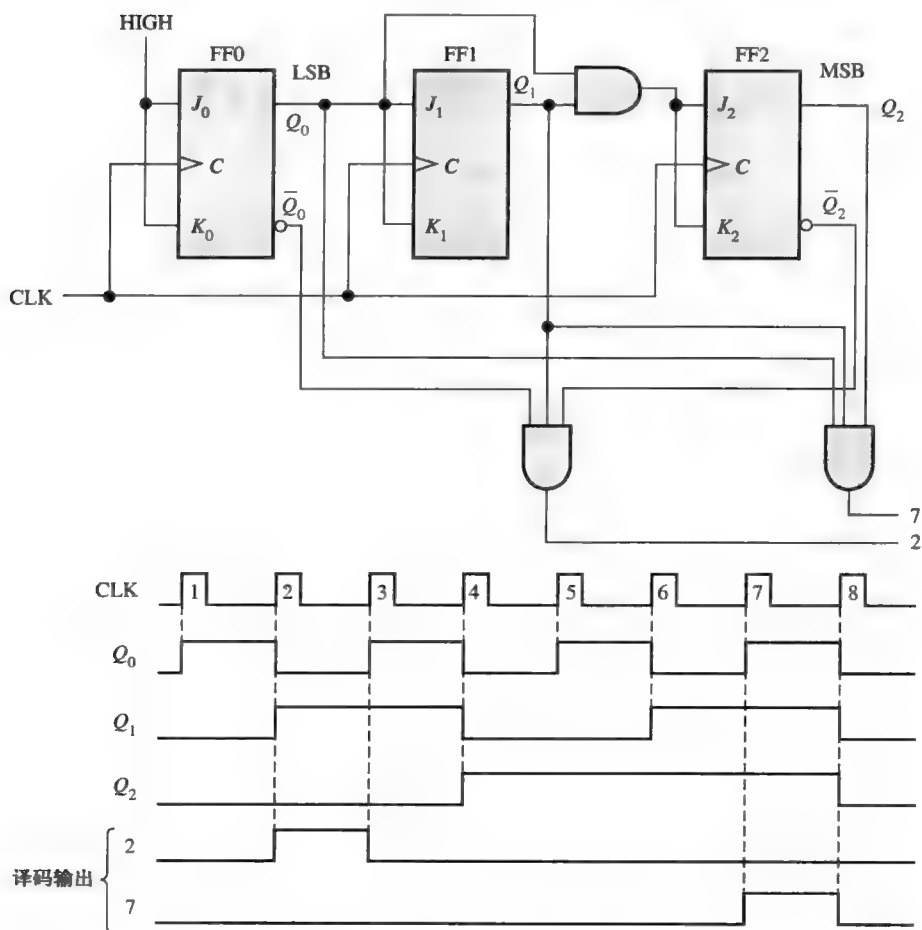 HIGH
FF0
LSB
FF1
FF2
MSB
J₀
Q₀
J₁
Q₁
J₂
Q₂
C
C
C
Q̄₀
Q̄₂
K₀
K₁
K₂
CLK
7
2
CLK 1 2 3 4 5 6 7 8
Q₀
Q₁
Q₂
译码输出
2
7